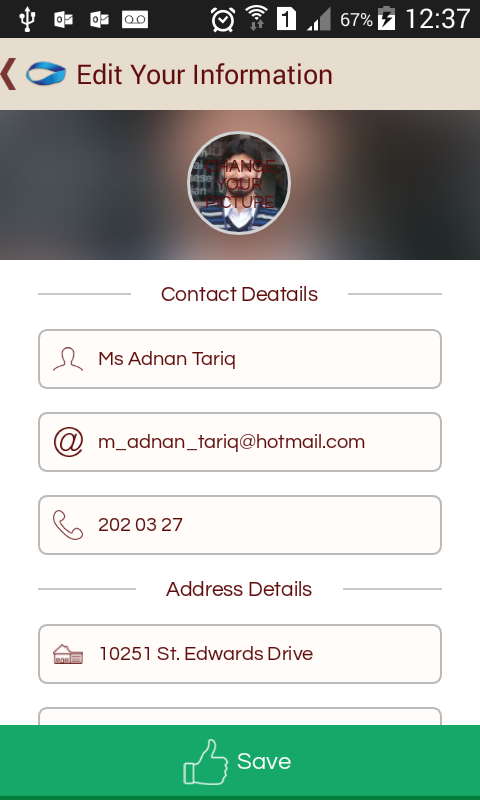 1
67%
12:37
Edit Your Information
CHANGE
YOUR
PICTURE
Contact Deatails
Ms Adnan Tariq
@ m_adnan_tariq@hotmail.com
202 03 27
Address Details
10251 St. Edwards Drive
Save